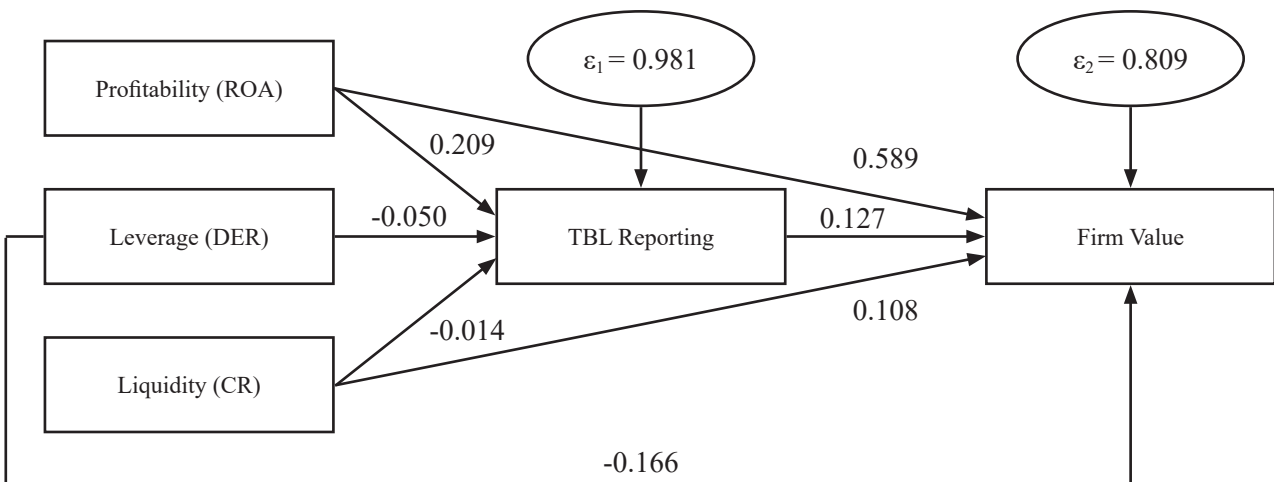 Profitability (ROA)
ε1 = 0.981
ε2 = 0.809
0.209
0.589
Leverage (DER)
-0.050
TBL Reporting
0.127
Firm Value
-0.014
0.108
Liquidity (CR)
-0.166